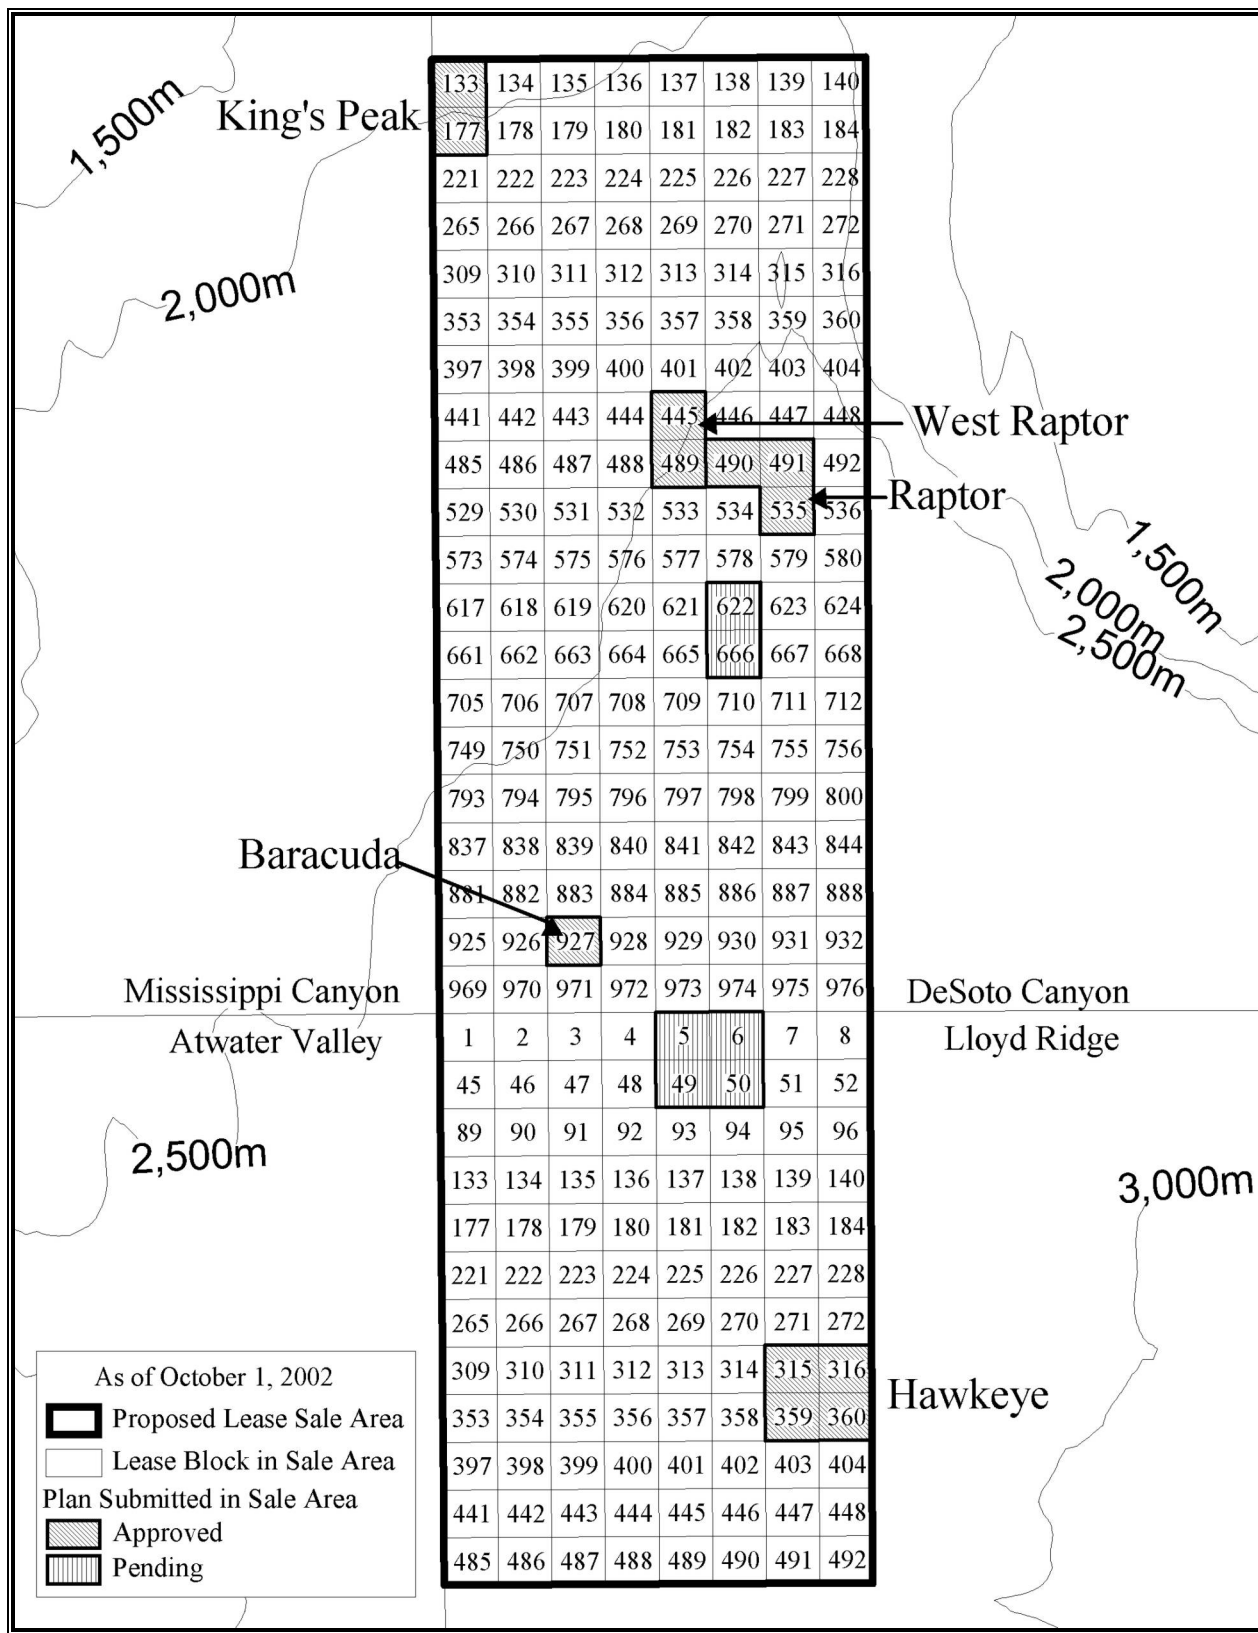 133 134 135 136 137 138 139 140
1,500m
King's Peak
177 178 179 180 181 182 183 184
221 222 223 224 225 226 227 228
265 266 267 268 269 270 271 272
309 310 311 312 313 314 315 316
2,000m
353 354 355 356 357 358 359 360
397 398 399 400 401 402 403 404
441 442 443 444 445 446 447 448
West Raptor
485 486 487 488 489 490 491 492
Raptor
529 530 531 532 533 534 535 536
573 574 575 576 577 578 579 580
1,500m
2,000m
2,500m
617 618 619 620 621 622 623 624
661 662 663 664 665 666 667 668
705 706 707 708 709 710 711 712
749 750 751 752 753 754 755 756
793 794 795 796 797 798 799 800
837 838 839 840 841 842 843 844
Baracuda
881 882 883 884 885 886 887 888
925 926 927 928 929 930 931 932
Mississippi Canyon
969 970 971 972 973 974 975 976
DeSoto Canyon
Atwater Valley
1 2 3 4 5 6 7 8
Lloyd Ridge
45 46 47 48 49 50 51 52
89 90 91 92 93 94 95 96
2,500m
133 134 135 136 137 138 139 140
3,000m
177 178 179 180 181 182 183 184
221 222 223 224 225 226 227 228
265 266 267 268 269 270 271 272
309 310 311 312 313 314 315 316
Hawkeye
353 354 355 356 357 358 359 360
397 398 399 400 401 402 403 404
441 442 443 444 445 446 447 448
485 486 487 488 489 490 491 492
As of October 1, 2002
Proposed Lease Sale Area
Lease Block in Sale Area
Plan Submitted in Sale Area
Approved
Pending